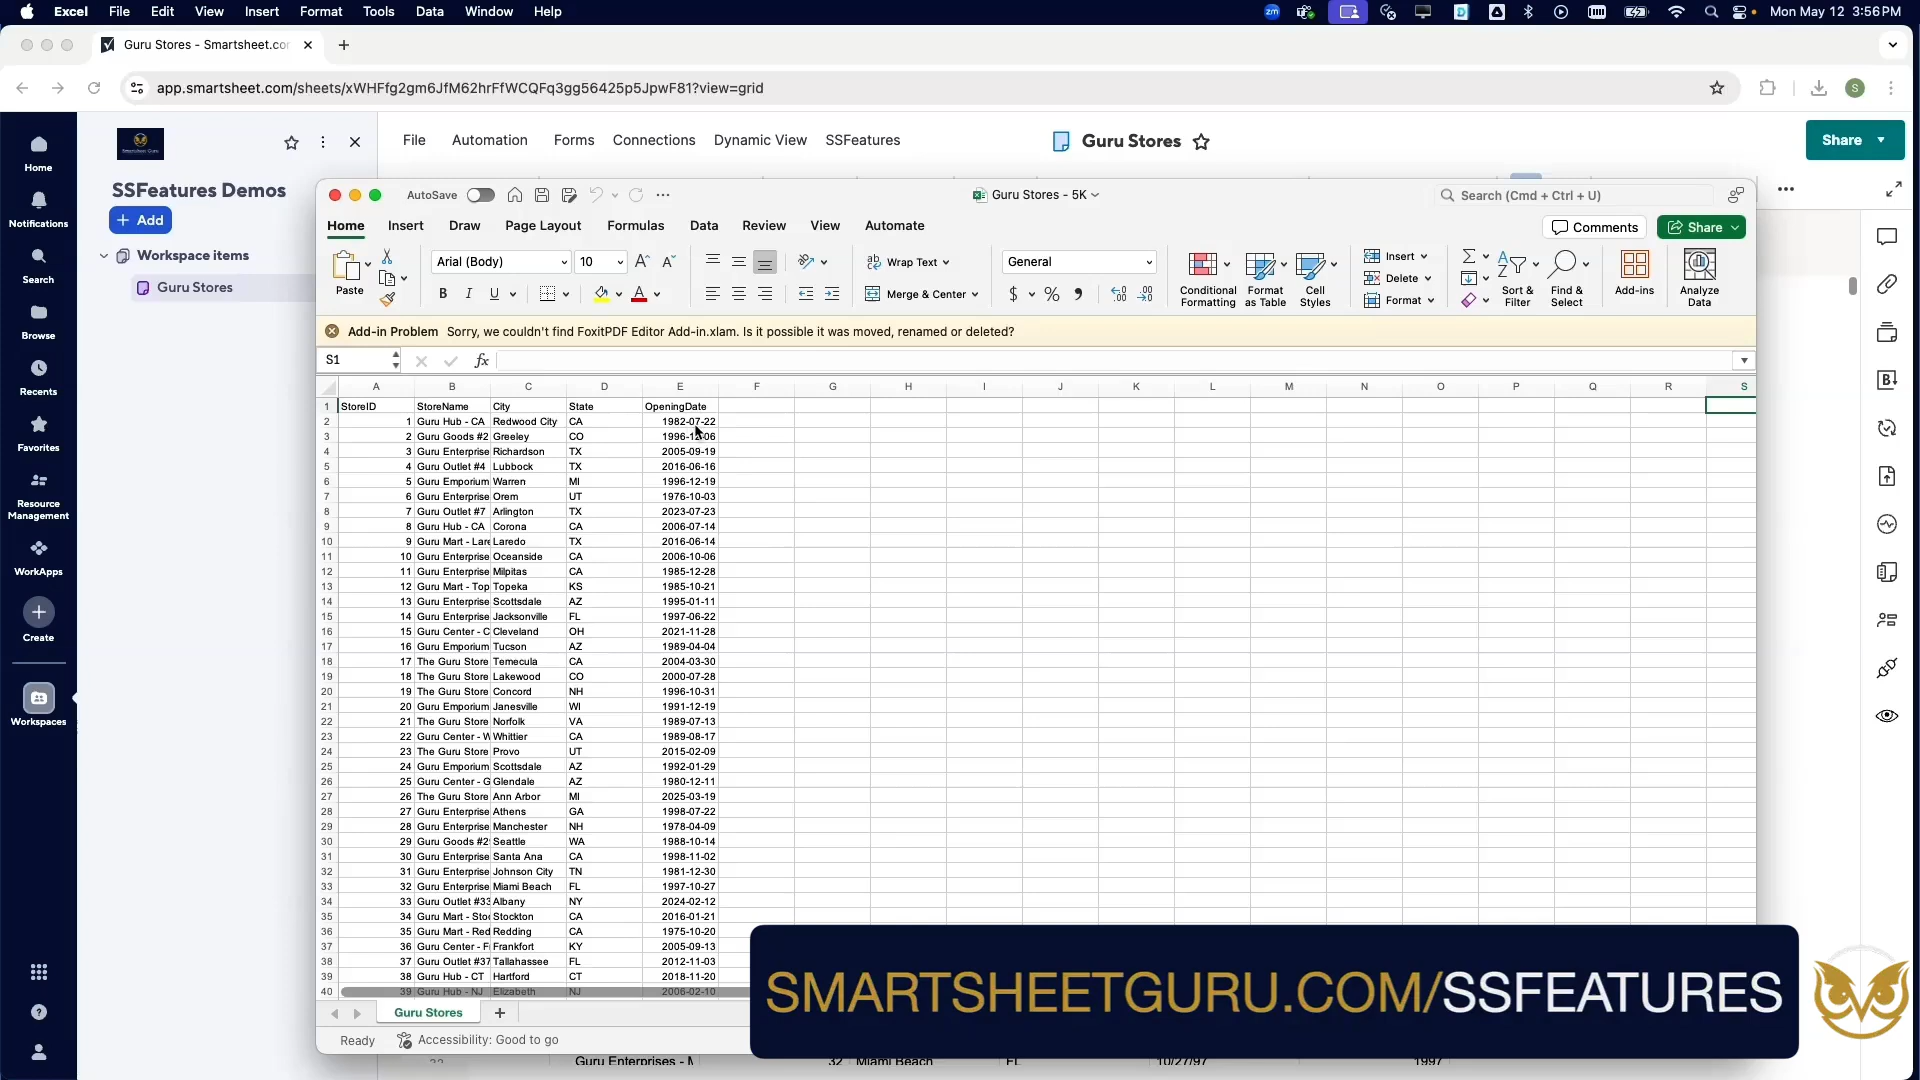 Excel File Edit View Insert Format Tools Data Window Help zm Mon May 12 3:56 PM
Guru Stores - Smartsheet.co
app.smartsheet.com/sheets/xWHFfg2gm6JfM62hrFfWCQFq3gg56425p5JpwF81?view=grid S
Home
Notifications
Search
Browse
Recents
Favorites
Resource
Management
WorkApps
Create
Workspaces
SSFeatures Demos
+ Add
Workspace items
Guru Stores
File Automation Forms Connections Dynamic View SSFeatures
Guru Stores
Share
AutoSave
Guru Stores - 5K
Search (Cmd + Ctrl + U)
Home Insert Draw Page Layout Formulas Data Review View Automate
Comments Share
Paste
Arial (Body) 10
B I U
Wrap Text
Merge & Center
General
$ %
Conditional
Formatting
Format
as Table
Cell
Styles
Insert
Delete
Format
Sort &
Filter
Find &
Select
Add-ins
Analyze
Data
Add-in Problem Sorry, we couldn't find FoxitPDF Editor Add-in.xlam. Is it possible it was moved, renamed or deleted?
S1 fx
A B C D E F G H I J K L M N O P Q R S
1 StoreID StoreName City State OpeningDate
2 1 Guru Hub - CA Redwood City CA 1982-07-22
3 2 Guru Goods #2 Greeley CO 1996-12-06
4 3 Guru Enterprise Richardson TX 2005-09-19
5 4 Guru Outlet #4 Lubbock TX 2016-06-16
6 5 Guru Emporium Warren MI 1996-12-19
7 6 Guru Enterprise Orem UT 1976-10-03
8 7 Guru Outlet #7 Arlington TX 2023-07-23
9 8 Guru Hub - CA Corona CA 2006-07-14
10 9 Guru Mart - Lare Laredo TX 2016-06-14
11 10 Guru Enterprise Oceanside CA 2006-10-06
12 11 Guru Enterprise Milpitas CA 1985-12-28
13 12 Guru Mart - Top Topeka KS 1985-10-21
14 13 Guru Enterprise Scottsdale AZ 1995-01-11
15 14 Guru Enterprise Jacksonville FL 1997-06-22
16 15 Guru Center - C Cleveland OH 2021-11-28
17 16 Guru Emporium Tucson AZ 1989-04-04
18 17 The Guru Store Temecula CA 2004-03-30
19 18 The Guru Store Lakewood CO 2000-07-28
20 19 The Guru Store Concord NH 1996-10-31
21 20 Guru Emporium Janesville WI 1991-12-19
22 21 The Guru Store Norfolk VA 1989-07-13
23 22 Guru Center - W Whittier CA 1989-08-17
24 23 The Guru Store Provo UT 2015-02-09
25 24 Guru Emporium Scottsdale AZ 1992-01-29
26 25 Guru Center - G Glendale AZ 1980-12-11
27 26 The Guru Store Ann Arbor MI 2025-03-19
28 27 Guru Enterprise Athens GA 1998-07-22
29 28 Guru Enterprise Manchester NH 1978-04-09
30 29 Guru Goods #2 Seattle WA 1988-10-14
31 30 Guru Enterprise Santa Ana CA 1998-11-02
32 31 Guru Enterprise Johnson City TN 1981-12-30
33 32 Guru Enterprise Miami Beach FL 1997-10-27
34 33 Guru Outlet #33 Albany NY 2024-02-12
35 34 Guru Mart - Sto Stockton CA 2016-01-21
36 35 Guru Mart - Red Redding CA 1975-10-20
37 36 Guru Center - F Frankfort KY 2005-09-13
38 37 Guru Outlet #37 Tallahassee FL 2012-11-03
39 38 Guru Hub - CT Hartford CT 2018-11-20
40 39 Guru Hub - NJ Elizabeth NJ 2006-02-10
Guru Stores +
Ready Accessibility: Good to go
SMARTSHEETGURU.COM/SSFEATURES
32 Guru Enterprises - M 32 Miami Beach FL 10/27/97 1997